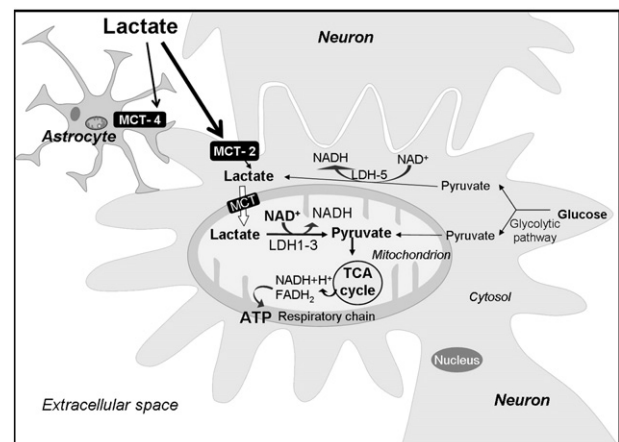 Lactate
Neuron
MCT- 4
Astrocyte
MCT- 2
NADH
NAD⁺
LDH-5
Lactate
Pyruvate
MCT
Glucose
Glycolytic
pathway
NAD⁺
NADH
Lactate
LDH1-3
Pyruvate
Pyruvate
Mitochondrion
TCA
cycle
NADH+H⁺
FADH₂
Cytosol
ATP
Respiratory chain
Nucleus
Extracellular space
Neuron